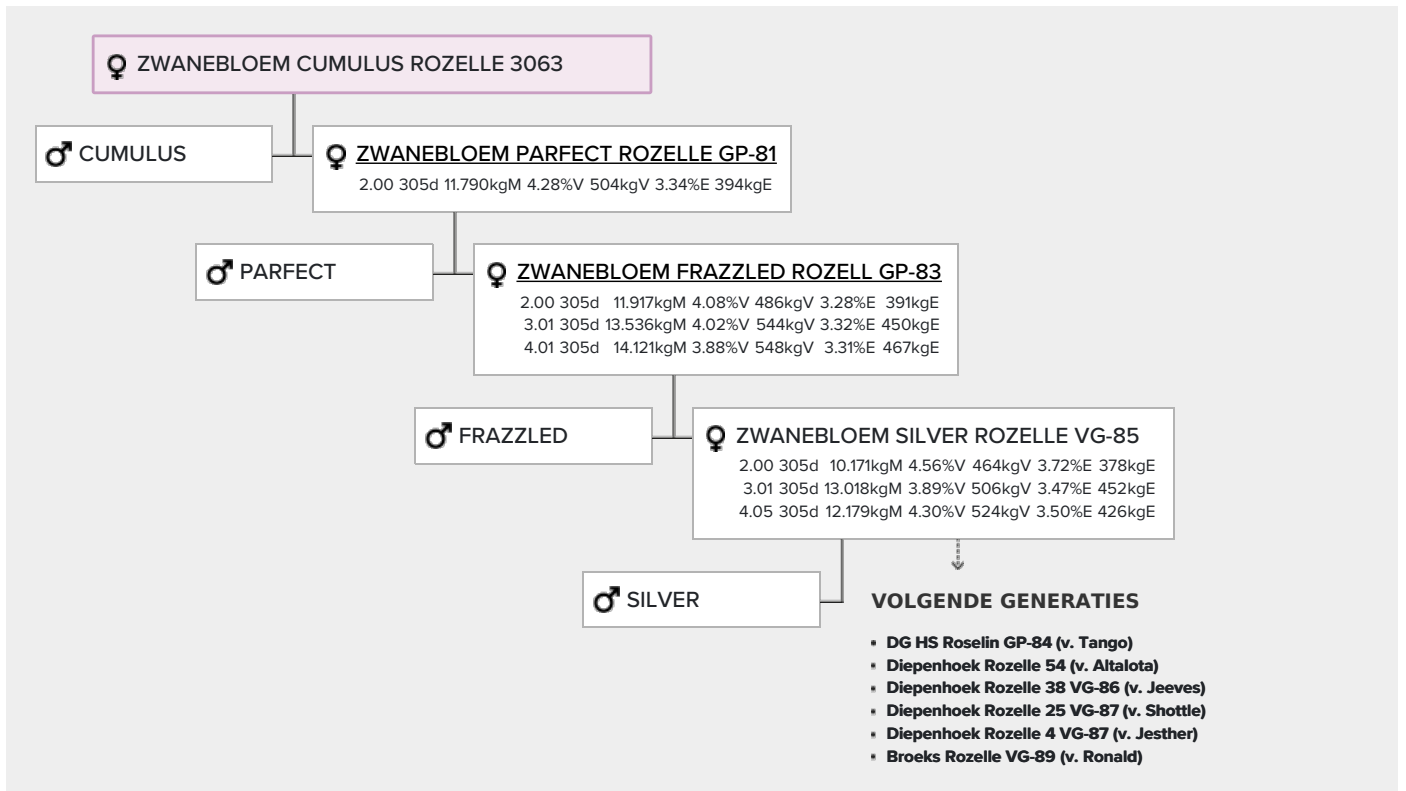 ZWANEBLOEM CUMULUS ROZELLE 3063
CUMULUS
ZWANEBLOEM PARFECT ROZELLE GP-81
2.00 305d 11.790kgM 4.28%V 504kgV 3.34%E 394kgE
PARFECT
ZWANEBLOEM FRAZZLED ROZELL GP-83
2.00 305d 11.917kgM 4.08%V 486kgV 3.28%E 391kgE
3.01 305d 13.536kgM 4.02%V 544kgV 3.32%E 450kgE
4.01 305d 14.121kgM 3.88%V 548kgV 3.31%E 467kgE
FRAZZLED
ZWANEBLOEM SILVER ROZELLE VG-85
2.00 305d 10.171kgM 4.56%V 464kgV 3.72%E 378kgE
3.01 305d 13.018kgM 3.89%V 506kgV 3.47%E 452kgE
4.05 305d 12.179kgM 4.30%V 524kgV 3.50%E 426kgE
SILVER
VOLGENDE GENERATIES
• DG HS Roselin GP-84 (v. Tango)
• Diepenhoek Rozelle 54 (v. Altalota)
• Diepenhoek Rozelle 38 VG-86 (v. Jeeves)
• Diepenhoek Rozelle 25 VG-87 (v. Shottle)
• Diepenhoek Rozelle 4 VG-87 (v. Jesther)
• Broeks Rozelle VG-89 (v. Ronald)